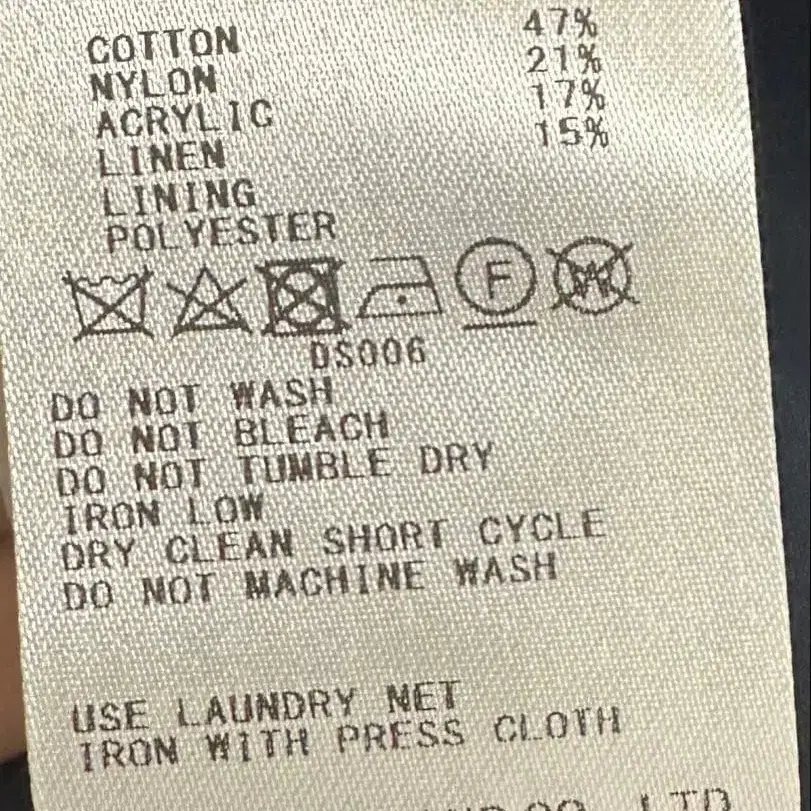 COTTON 47%
NYLON 21%
ACRYLIC 17%
LINEN 15%
LINING
POLYESTER
F W
DS006
DO NOT WASH
DO NOT BLEACH
DO NOT TUMBLE DRY
IRON LOW
DRY CLEAN SHORT CYCLE
DO NOT MACHINE WASH
USE LAUNDRY NET
IRON WITH PRESS CLOTH
LTD